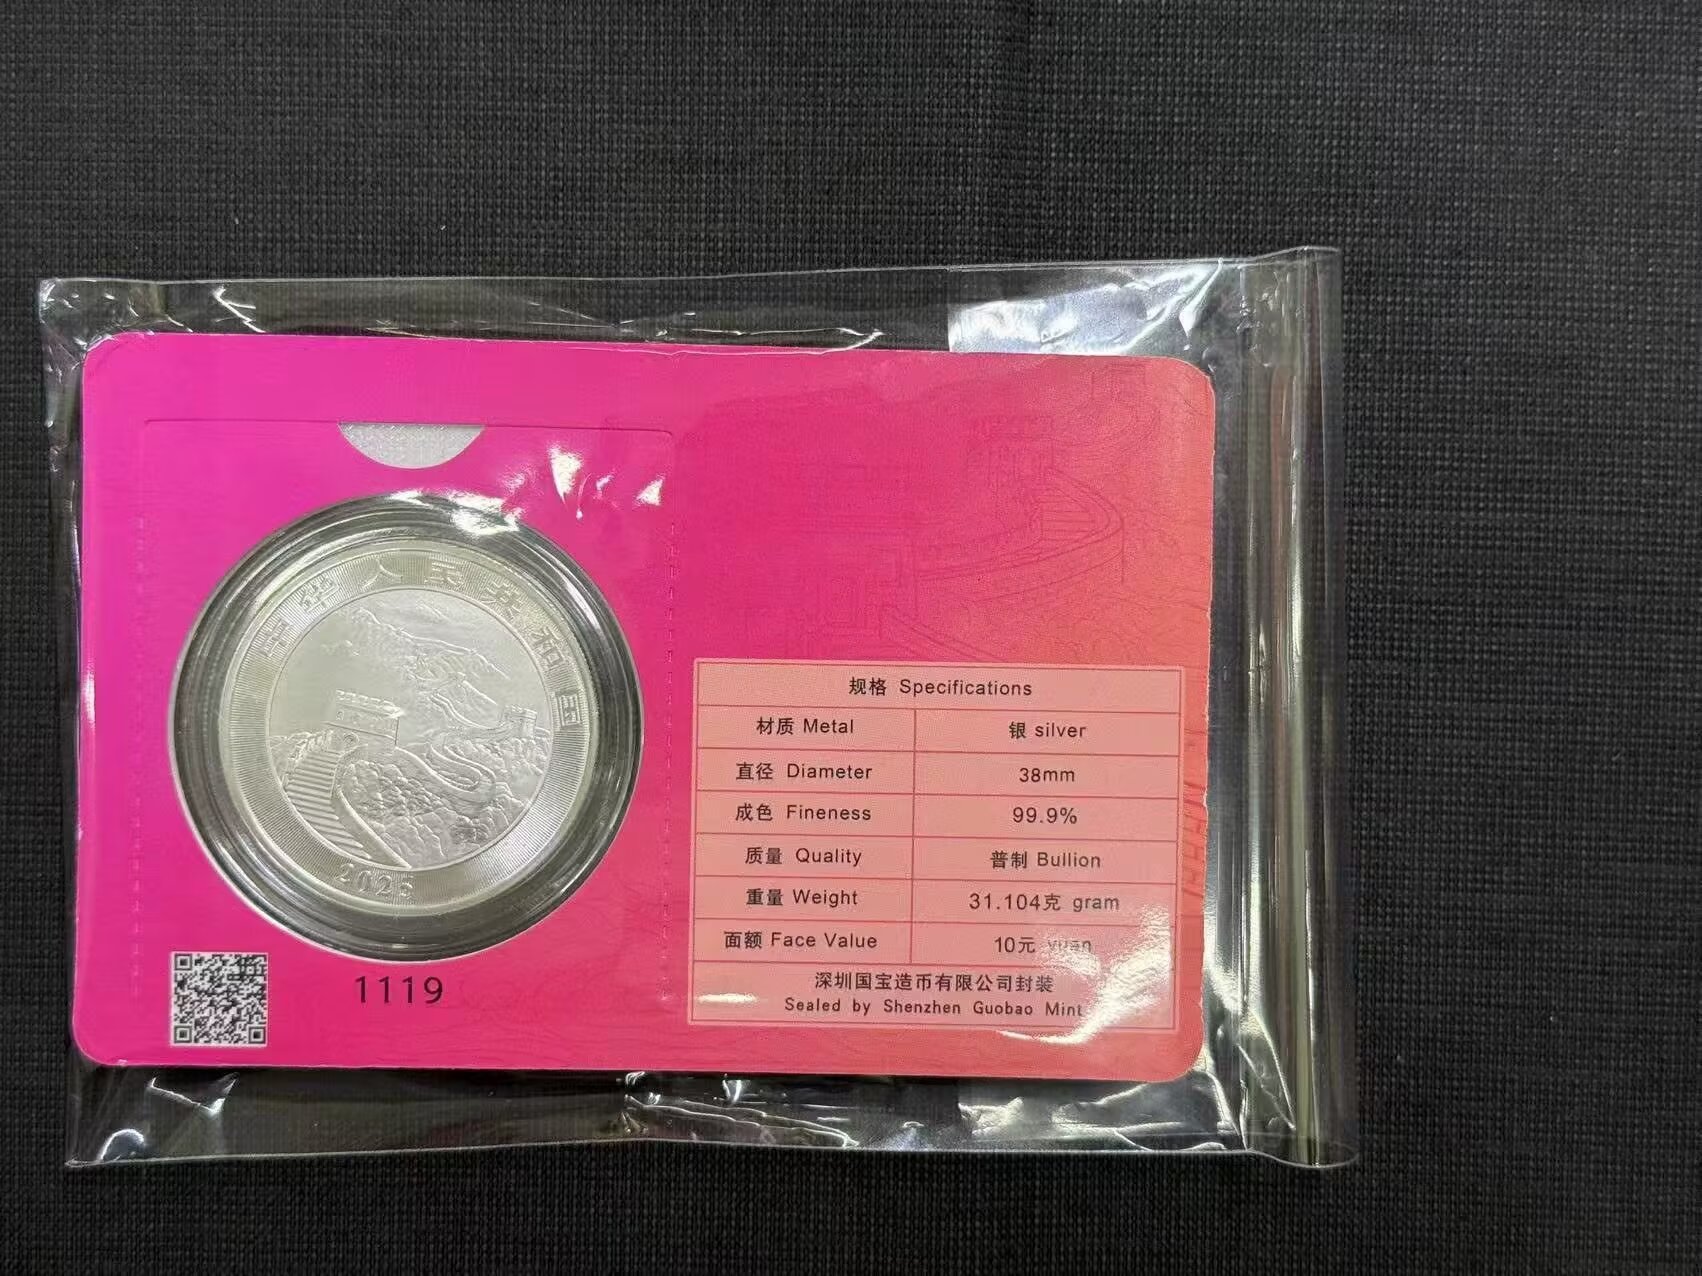 中华人民共和国
1119
规格 Specifications
材质 Metal 银 silver
直径 Diameter 38mm
成色 Fineness 99.9%
质量 Quality 普制 Bullion
重量 Weight 31.104克 gram
面额 Face Value 10元 yuan
深圳国宝造币有限公司封装
Sealed by Shenzhen Guobao Mint